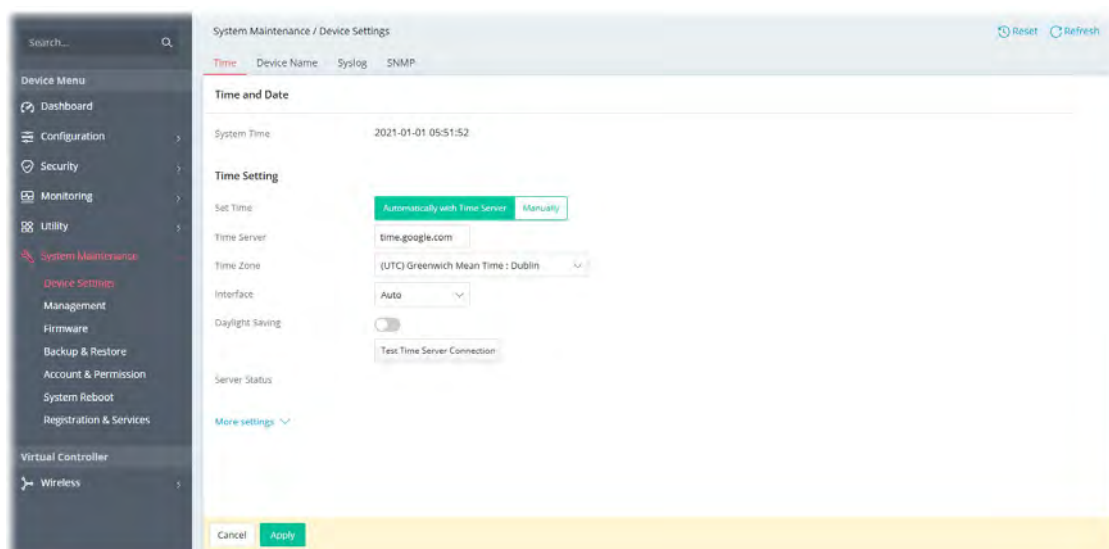 Search...
Device Menu
Dashboard
Configuration
Security
Monitoring
Utility
System Maintenance
Device Settings
Management
Firmware
Backup & Restore
Account & Permission
System Reboot
Registration & Services
Virtual Controller
Wireless
System Maintenance / Device Settings
Reset Refresh
Time Device Name Syslog SNMP
Time and Date
System Time 2021-01-01 05:51:52
Time Setting
Set Time Automatically with Time Server Manually
Time Server time.google.com
Time Zone (UTC) Greenwich Mean Time : Dublin
Interface Auto
Daylight Saving
Test Time Server Connection
Server Status
More settings
Cancel Apply